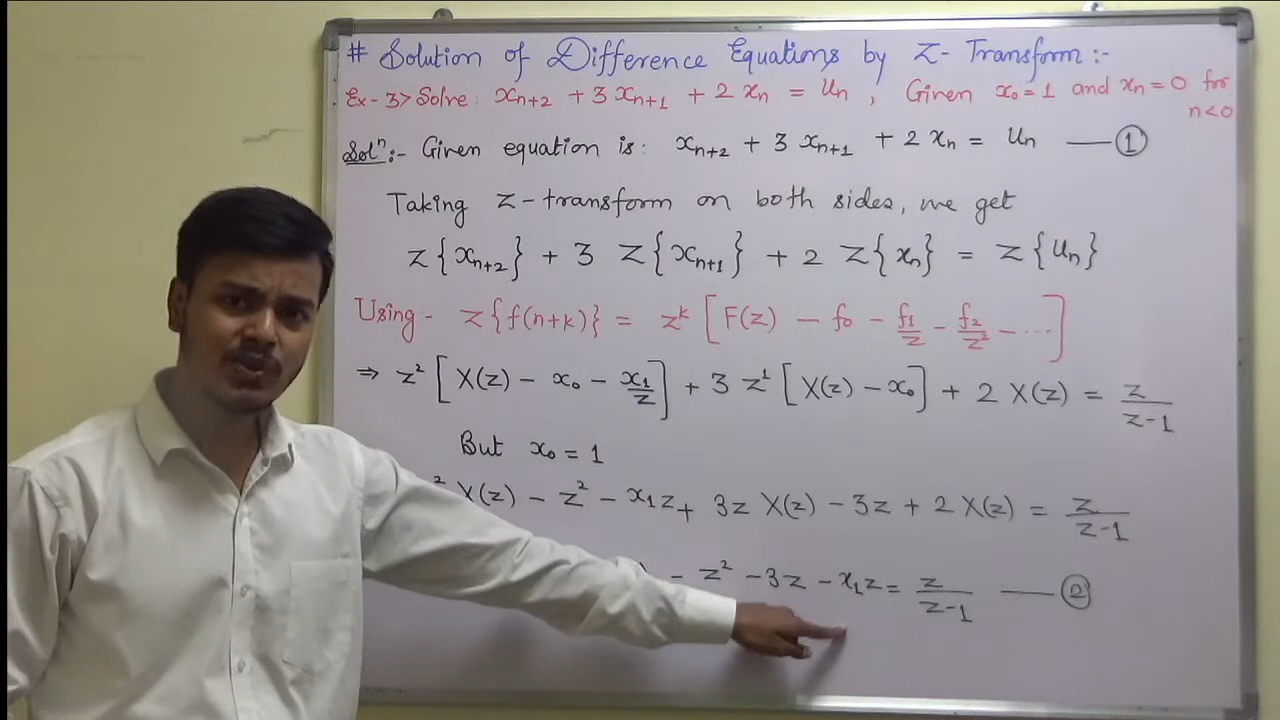 # Solution of Difference Equations by Z-Transform:-
Ex-3> Solve: xₙ₊₂ + 3 xₙ₊₁ + 2 xₙ = uₙ, Given x₀ = 1 and xₙ = 0 for
n<0
Solⁿ:- Given equation is: xₙ₊₂ + 3 xₙ₊₁ + 2 xₙ = uₙ —— ①
Taking Z-transform on both sides, we get
Z{xₙ₊₂} + 3 Z{xₙ₊₁} + 2 Z{xₙ} = Z{uₙ}
Using - Z{f(n+k)} = z^k [F(z) - f₀ - f₁/z - f₂/z² - ....]
⇒ z² [X(z) - x₀ - x₁/z] + 3 z¹ [X(z) - x₀] + 2 X(z) = z/(z-1)
But x₀ = 1
² X(z) - z² - x₁z + 3z X(z) - 3z + 2 X(z) = z/(z-1)
) - z² - 3z - x₁z = z/(z-1) —— ②